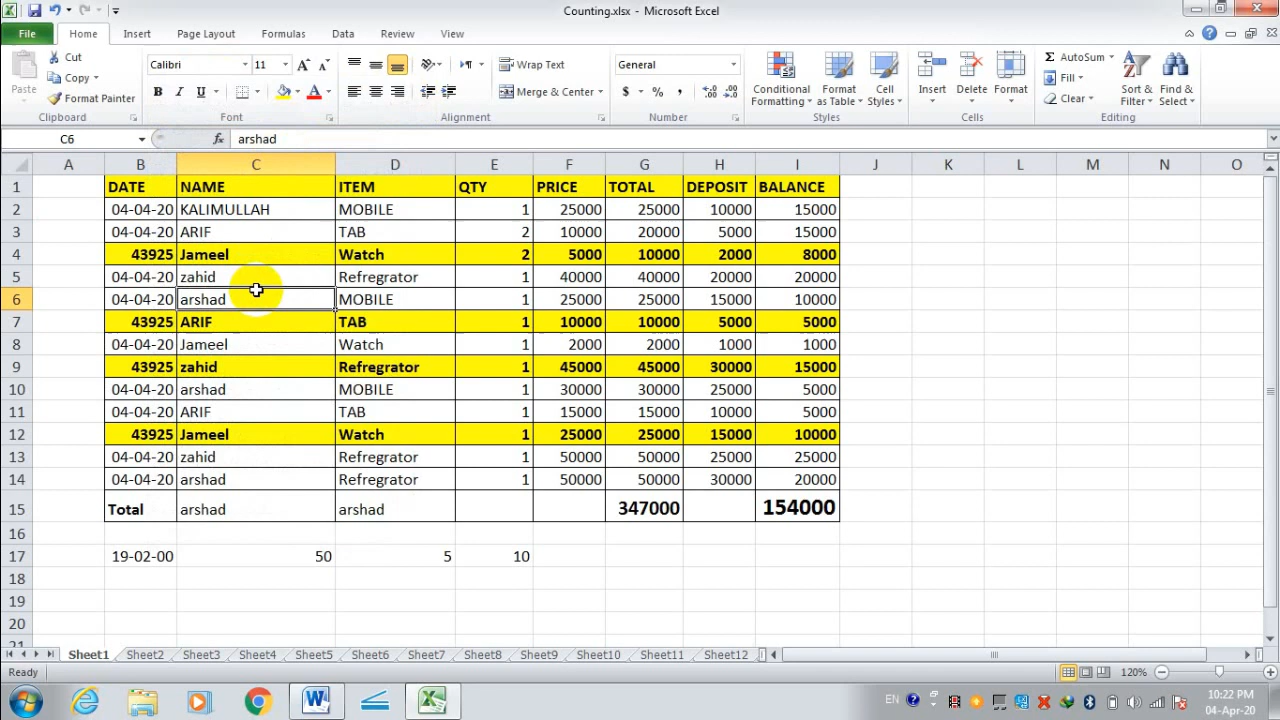 Counting.xlsx - Microsoft Excel
File Home Insert Page Layout Formulas Data Review View
Paste
Cut
Copy
Format Painter
Clipboard
Calibri 11
B I U
Font
Wrap Text
Merge & Center
Alignment
General
$ % ,
Number
Conditional Formatting
Format as Table
Cell Styles
Styles
Insert Delete Format
Cells
Σ AutoSum
Fill
Clear
Sort & Filter
Find & Select
Editing
C6 fx arshad
A B C D E F G H I J K L M N O
1 DATE NAME ITEM QTY PRICE TOTAL DEPOSIT BALANCE
2 04-04-20 KALIMULLAH MOBILE 1 25000 25000 10000 15000
3 04-04-20 ARIF TAB 2 10000 20000 5000 15000
4 43925 Jameel Watch 2 5000 10000 2000 8000
5 04-04-20 zahid Refregrator 1 40000 40000 20000 20000
6 04-04-20 arshad MOBILE 1 25000 25000 15000 10000
7 43925 ARIF TAB 1 10000 10000 5000 5000
8 04-04-20 Jameel Watch 1 2000 2000 1000 1000
9 43925 zahid Refregrator 1 45000 45000 30000 15000
10 04-04-20 arshad MOBILE 1 30000 30000 25000 5000
11 04-04-20 ARIF TAB 1 15000 15000 10000 5000
12 43925 Jameel Watch 1 25000 25000 15000 10000
13 04-04-20 zahid Refregrator 1 50000 50000 25000 25000
14 04-04-20 arshad Refregrator 1 50000 50000 30000 20000
15 Total arshad arshad 347000 154000
16
17 19-02-00 50 5 10
18
19
20
21
Sheet1 Sheet2 Sheet3 Sheet4 Sheet5 Sheet6 Sheet7 Sheet8 Sheet9 Sheet10 Sheet11 Sheet12
Ready 120%
EN 10:22 PM
04-Apr-20